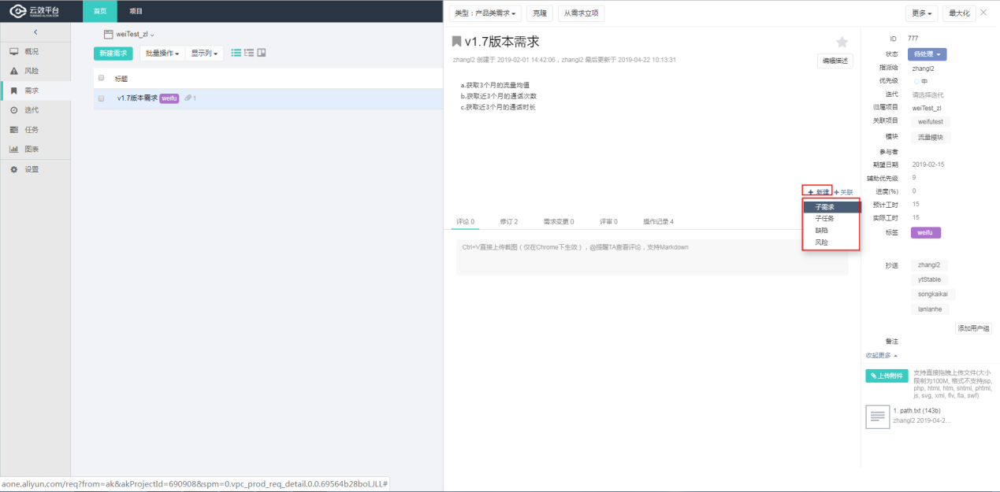 云效平台
YUNXIAO.ALIYUN.COM
首页
项目
概况
风险
需求
迭代
任务
图表
设置
weiTest_zl
新建需求
批量操作
显示列
标题
v1.7版本需求 weifu 1
类型：产品类需求
克隆
从需求立项
更多
最大化
v1.7版本需求
zhangl2 创建于 2019-02-01 14:42:06，zhangl2 最后更新于 2019-04-22 10:13:31
编辑描述
a.获取3个月的流量均值
b.获取近3个月的通话次数
c.获取近3个月的通话时长
新建
关联
子需求
子任务
缺陷
风险
评论 0
修订 2
需求变更 0
评审 0
操作记录 4
Ctrl+V直接上传截图（仅在Chrome下生效），@提醒TA查看评论，支持Markdown
ID 777
状态 待处理
指派给 zhangl2
优先级 中
迭代 请选择迭代
归属项目 weiTest_zl
关联项目 weifutest
模块 流量模块
参与者
期望日期 2019-02-15
辅助优先级 9
进度(%) 0
预计工时 15
实际工时 15
标签 weifu
抄送 zhangl2
ytStable
songkaikai
lanlanhe
添加用户组
备注
收起更多
上传附件
支持直接拖拽上传文件(大小
限制为100M, 格式不支持jsp,
php, html, htm, shtml, phtml,
js, svg, xml, flv, fla, swf)
1. path.txt (143b)
zhangl2 2019-04-2...
aone.aliyun.com/req?from=ak&akProjectId=690908&spm=0.vpc_prod_req_detail.0.0.69564b28boLJLL#